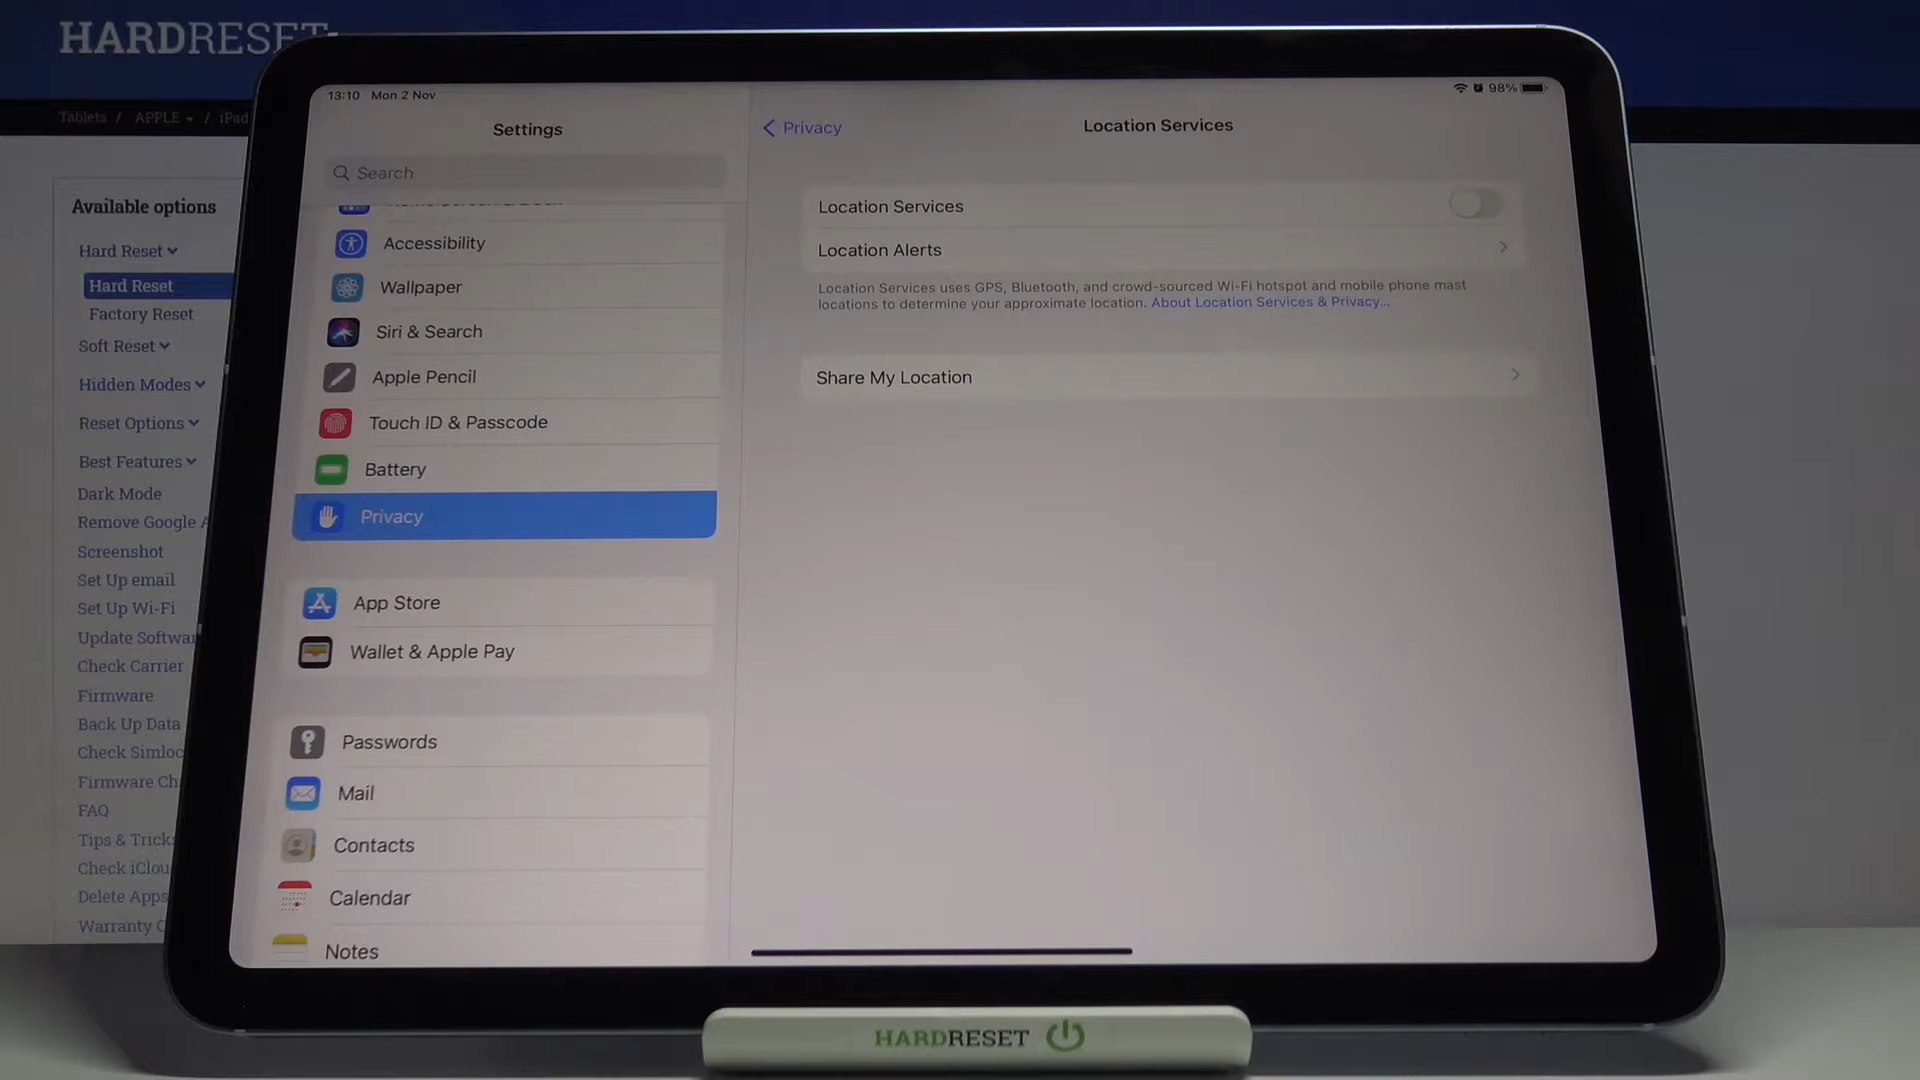 HARDRESET
Tablets / APPLE / iPad
Available options
Hard Reset
Hard Reset
Factory Reset
Soft Reset
Hidden Modes
Reset Options
Best Features
Dark Mode
Remove Google A
Screenshot
Set Up email
Set Up Wi-Fi
Update Softwar
Check Carrier
Firmware
Back Up Data
Check Simloc
Firmware Ch
FAQ
Tips & Trick
Check iClou
Delete Apps
Warranty C
13:10 Mon 2 Nov
98%
Settings
Search
Accessibility
Wallpaper
Siri & Search
Apple Pencil
Touch ID & Passcode
Battery
Privacy
App Store
Wallet & Apple Pay
Passwords
Mail
Contacts
Calendar
Notes
Privacy
Location Services
Location Services
Location Alerts
Location Services uses GPS, Bluetooth, and crowd-sourced Wi-Fi hotspot and mobile phone mast
locations to determine your approximate location. About Location Services & Privacy...
Share My Location
HARDRESET